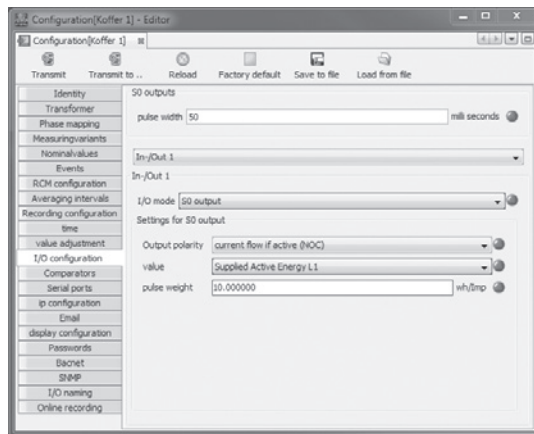 Configuration[Koffer 1] - Editor
Configuration[Koffer 1]
Transmit
Transmit to ..
Reload
Factory default
Save to file
Load from file
Identity
Transformer
Phase mapping
Measuringvariants
Nominalvalues
Events
RCM configuration
Averaging intervals
Recording configuration
time
value adjustment
I/O configuration
Comparators
Serial ports
ip configuration
Email
display configuration
Passwords
Bacnet
SNMP
I/O naming
Online recording
S0 outputs
pulse width 50 mili seconds
In-/Out 1
In-/Out 1
I/O mode S0 output
Settings for S0 output
Output polarity current flow if active (NOC)
value Supplied Active Energy L1
pulse weight 10.000000 wh/Imp